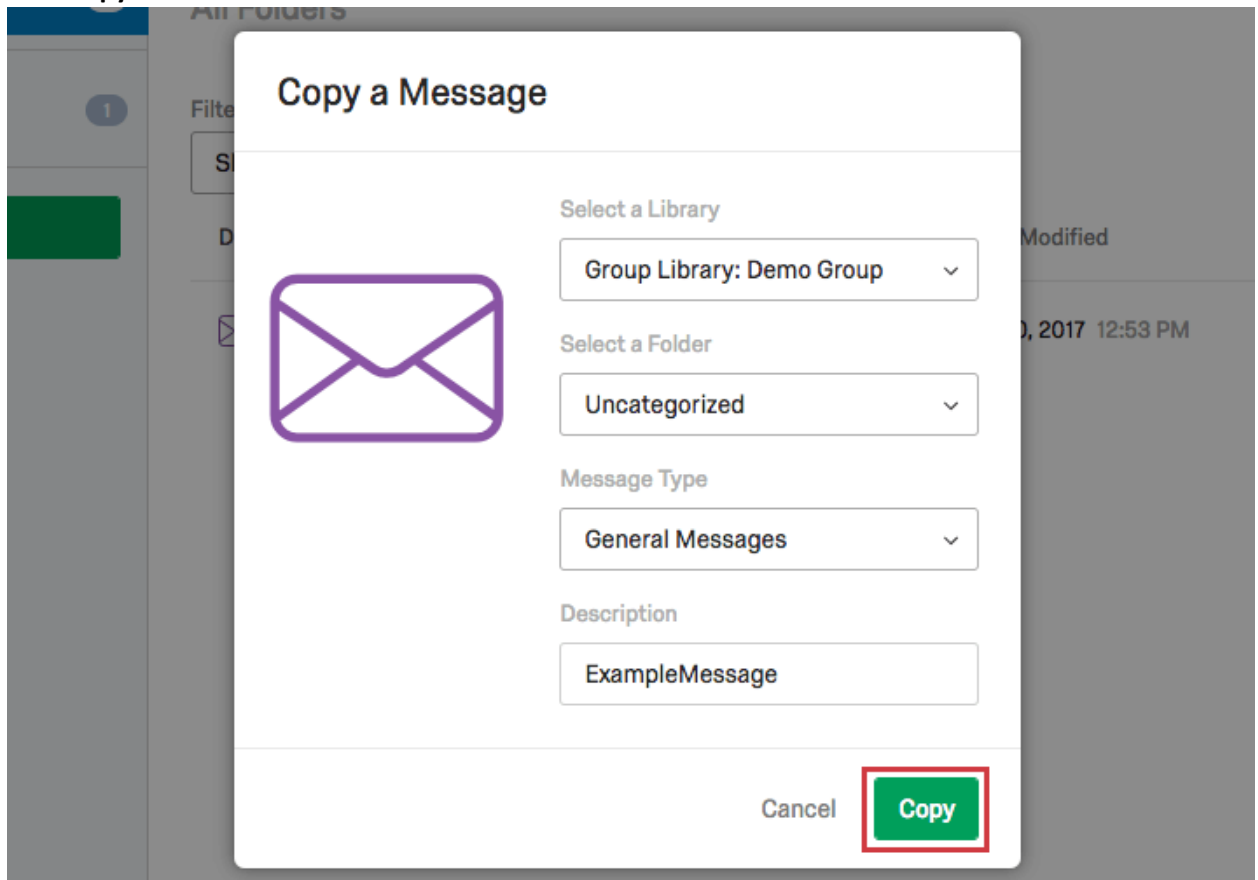 All Folders
Copy a Message
1
Filte
Select a Library
Group Library: Demo Group
Modified
Select a Folder
0, 2017 12:53 PM
Uncategorized
Message Type
General Messages
Description
ExampleMessage
Cancel
Copy